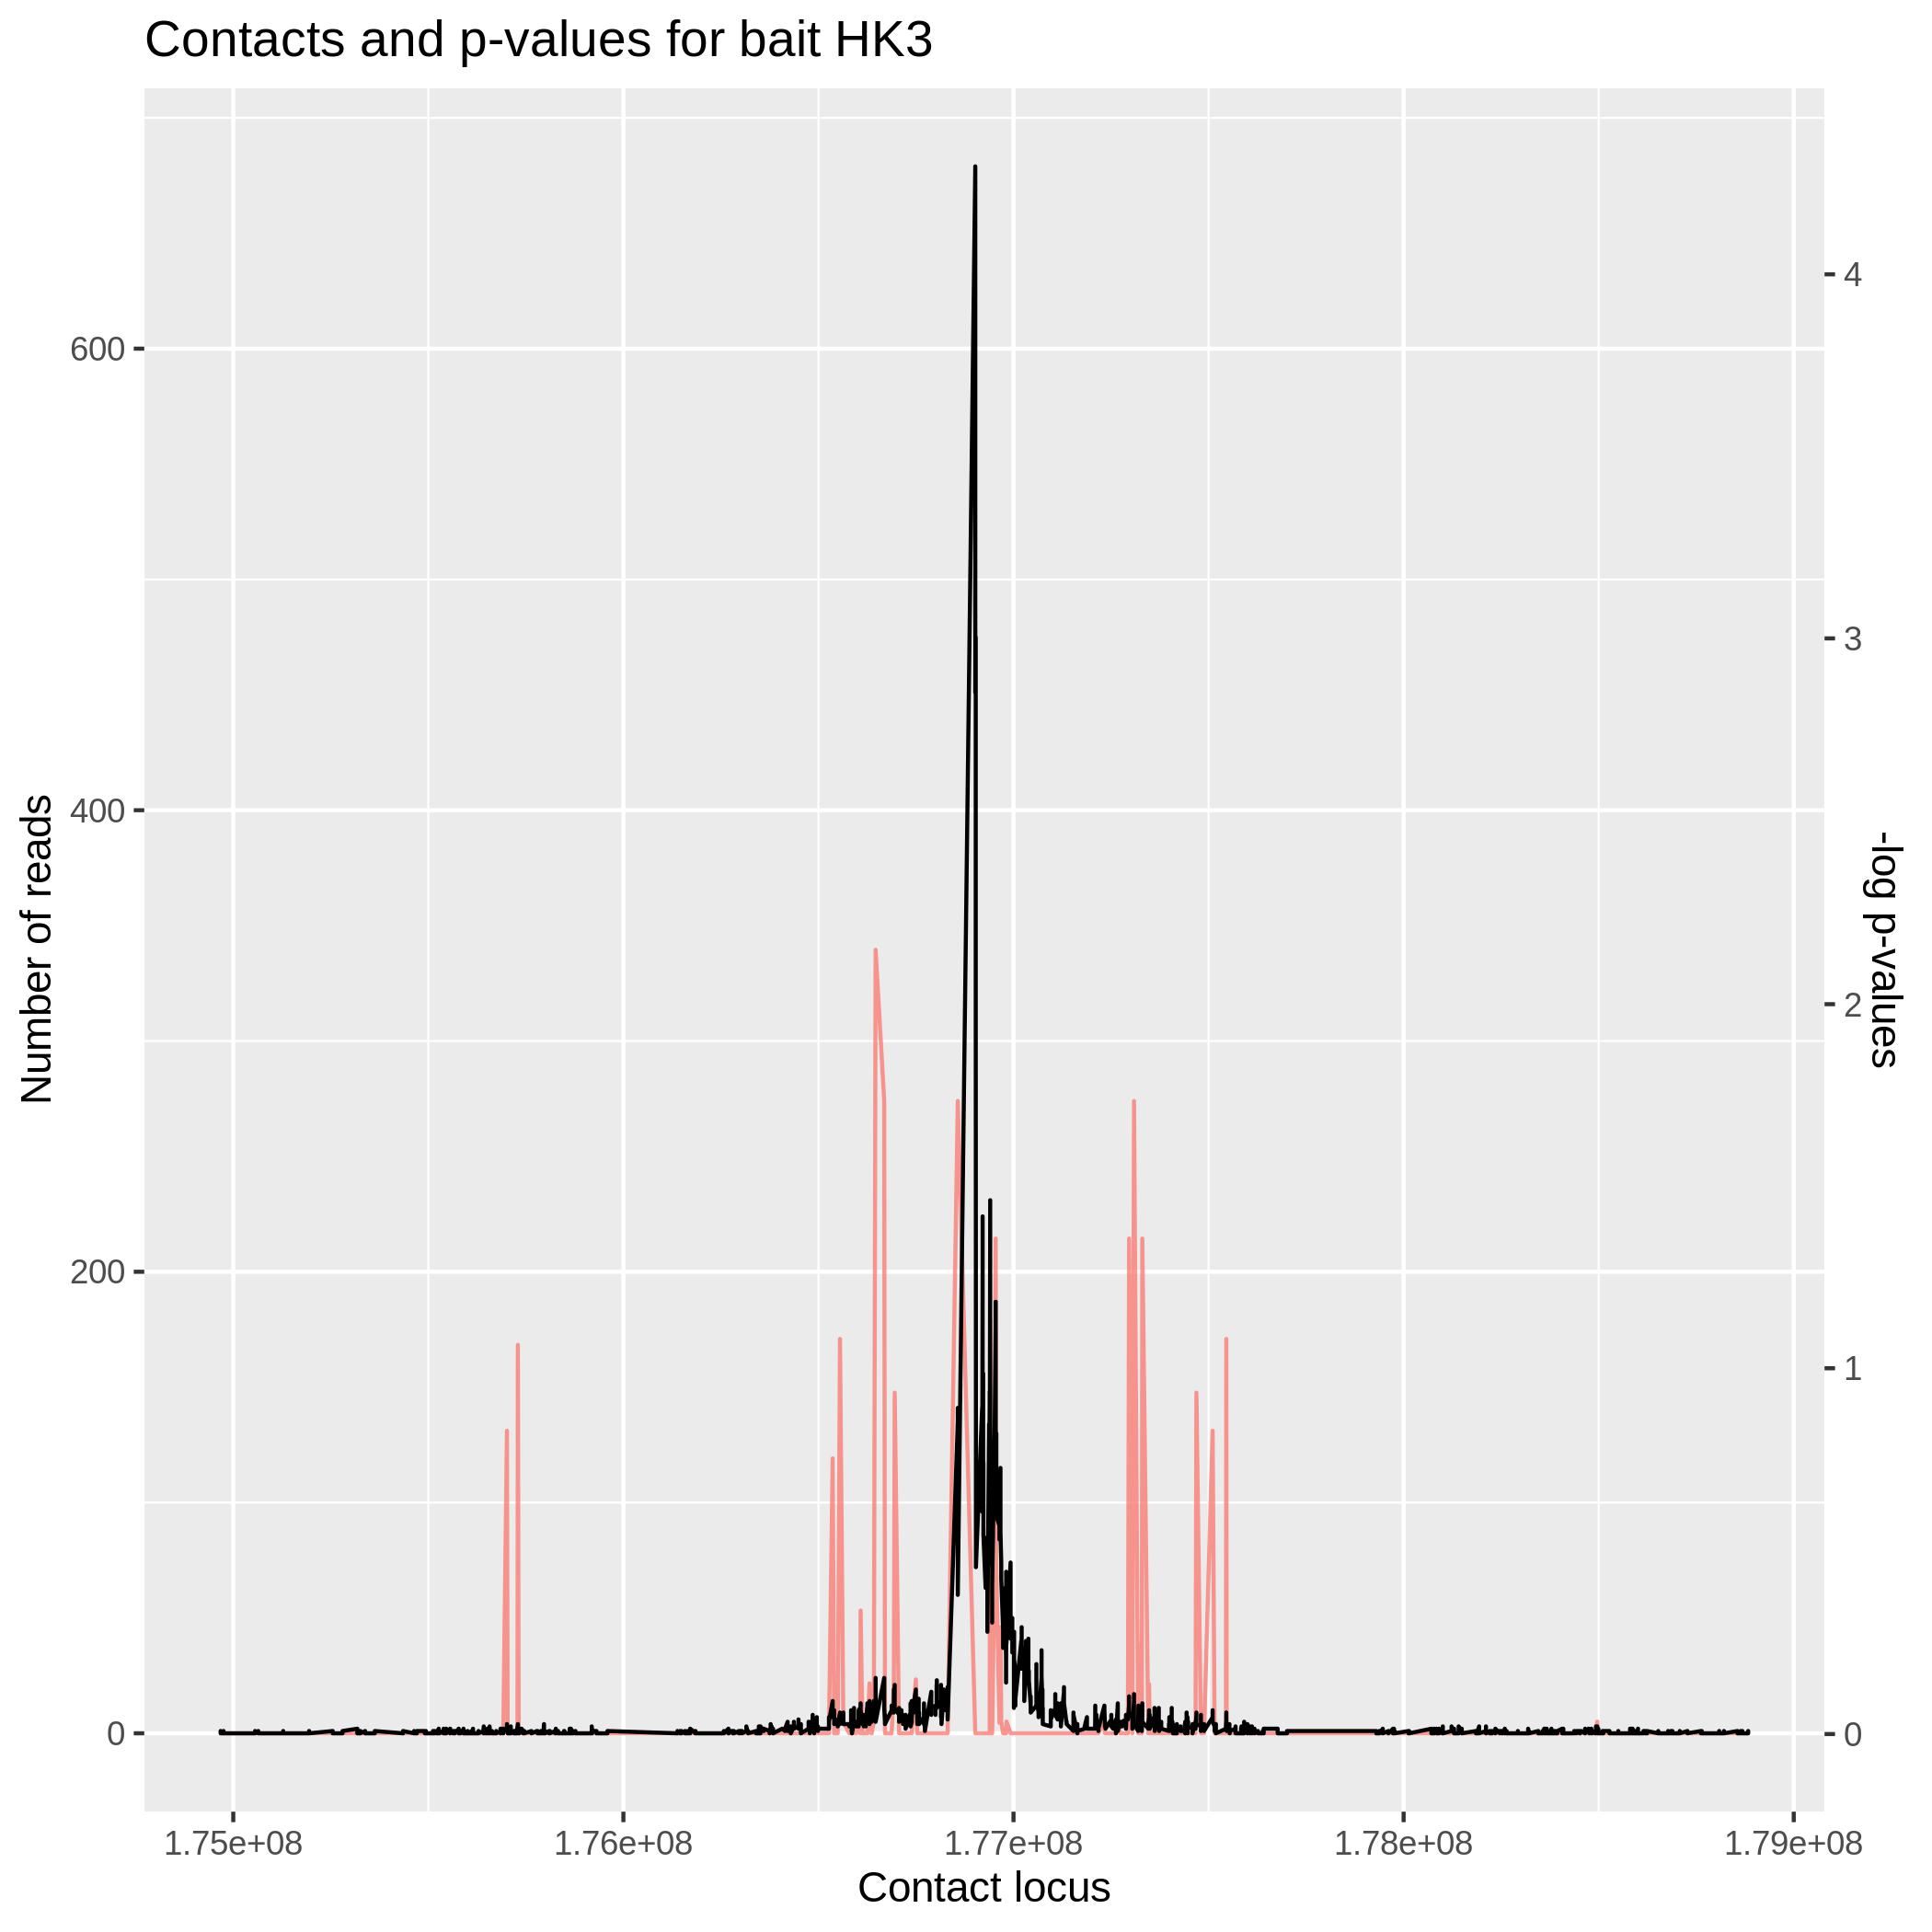 Contacts and p-values for bait HK3
Number of reads
600
400
200
0
4
3
2
1
0
-log p-values
1.75e+08
1.76e+08
1.77e+08
1.78e+08
1.79e+08
Contact locus